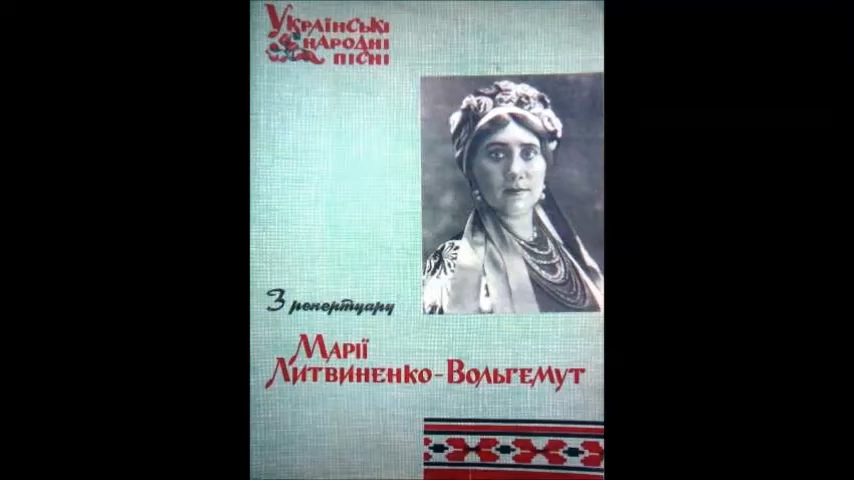 Українські
народні
пісні
З репертуару
Марії
Литвиненко-Вольгемут